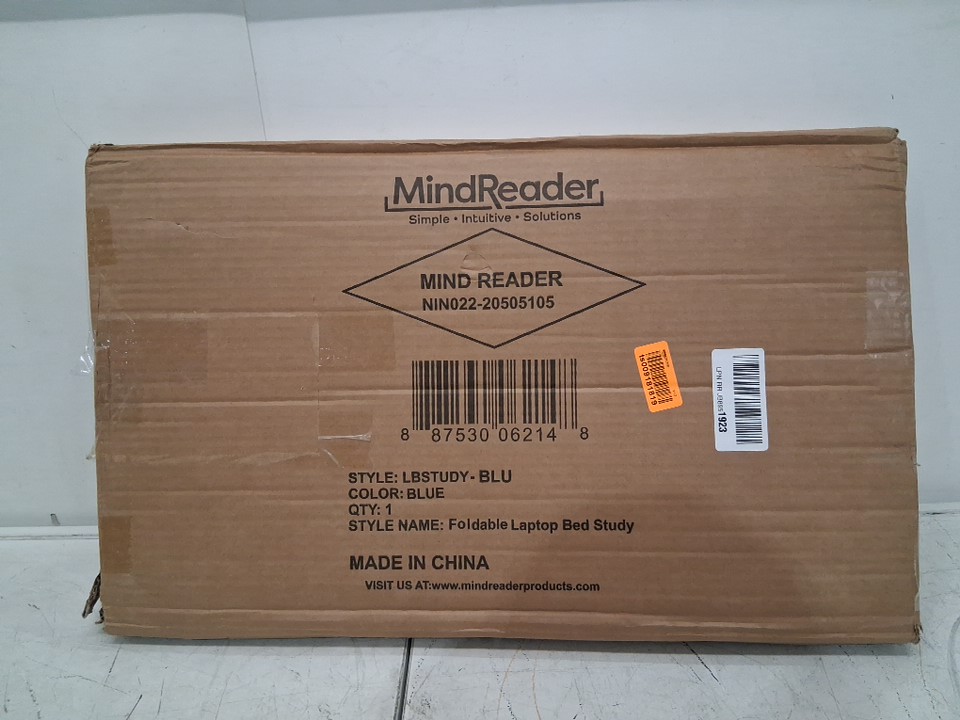 MindReader
Simple • Intuitive • Solutions
MIND READER
NIN022-20505105
8 87530 06214 8
1923
STYLE: LBSTUDY-BLU
COLOR: BLUE
QTY: 1
STYLE NAME: Foldable Laptop Bed Study
MADE IN CHINA
VISIT US AT:www.mindreaderproducts.com